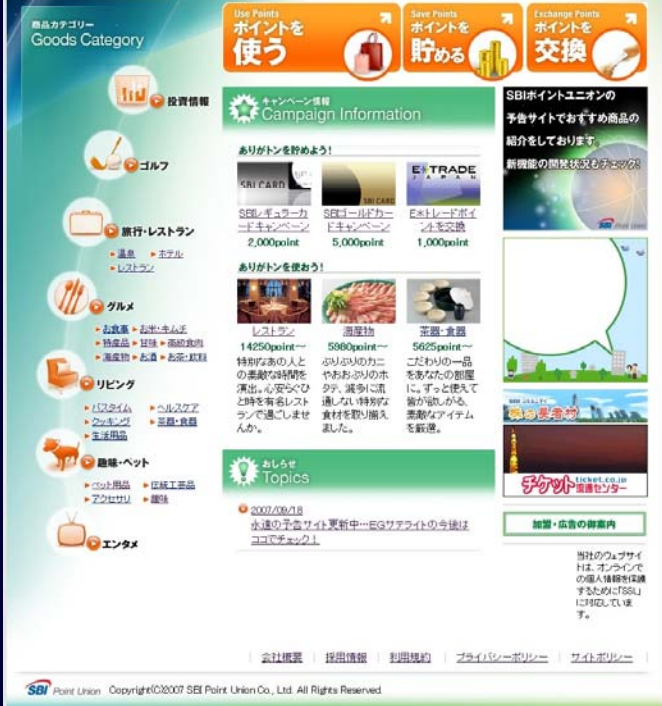 商品カテゴリー
Goods Category
Use Points
ポイントを
使う
Save Points
ポイントを
貯める
Exchange Points
ポイントを
交換
投資情報
ゴルフ
旅行・レストラン
温泉
ホテル
レストラン
グルメ
お食事
お米・キムチ
特産品
甘味
高級食肉
海産物
お酒
お茶・飲料
リビング
バスタイム
ヘルスケア
クッキング
茶器・食器
生活用品
趣味・ペット
ペット用品
伝統工芸品
アクセサリ
趣味
エンタメ
キャンペーン情報
Campaign Information
ありがトンを貯めよう!
SBI CARD
SBI CARD
E*TRADE
JAPAN
SBIレギュラーカ
ードキャンペーン
2,000point
SBIゴールドカー
ドキャンペーン
5,000point
E*トレードポイ
ントを交換
1,000point
ありがトンを使おう!
レストラン
14250point～
特別なあの人と
の素敵な時間を
演出。心安らぐひ
と時を有名レスト
ランで過ごしませ
んか。
海産物
5980point～
ぷりぷりのカニ
やおおぶりのホ
タテ、滅多に流
通しない特別な
食材を取り揃え
ました。
茶器・食器
5625point～
こだわりの一品
をあなたの部屋
に。ずっと使えて
皆が欲しがる、
素敵なアイテム
を厳選。
おしらせ
Topics
2007/09/18
永遠の予告サイト更新中…EGサテライトの今後は
ココでチェック！
SBIポイントユニオンの
予告サイトでおすすめ商品の
紹介をしております。
新機能の開発状況もチェック!
SBI Point Union
株の長者村
ticket.co.jp
チケット流通センター
加盟・広告の御案内
当社のウェブサイ
トは、オンラインで
の個人情報を保護
するために「SSL」
に対応していま
す。
会社概要
採用情報
利用規約
プライバシーポリシー
サイトポリシー
SBI Point Union Copyright(C)2007 SBI Point Union Co., Ltd. All Rights Reserved.